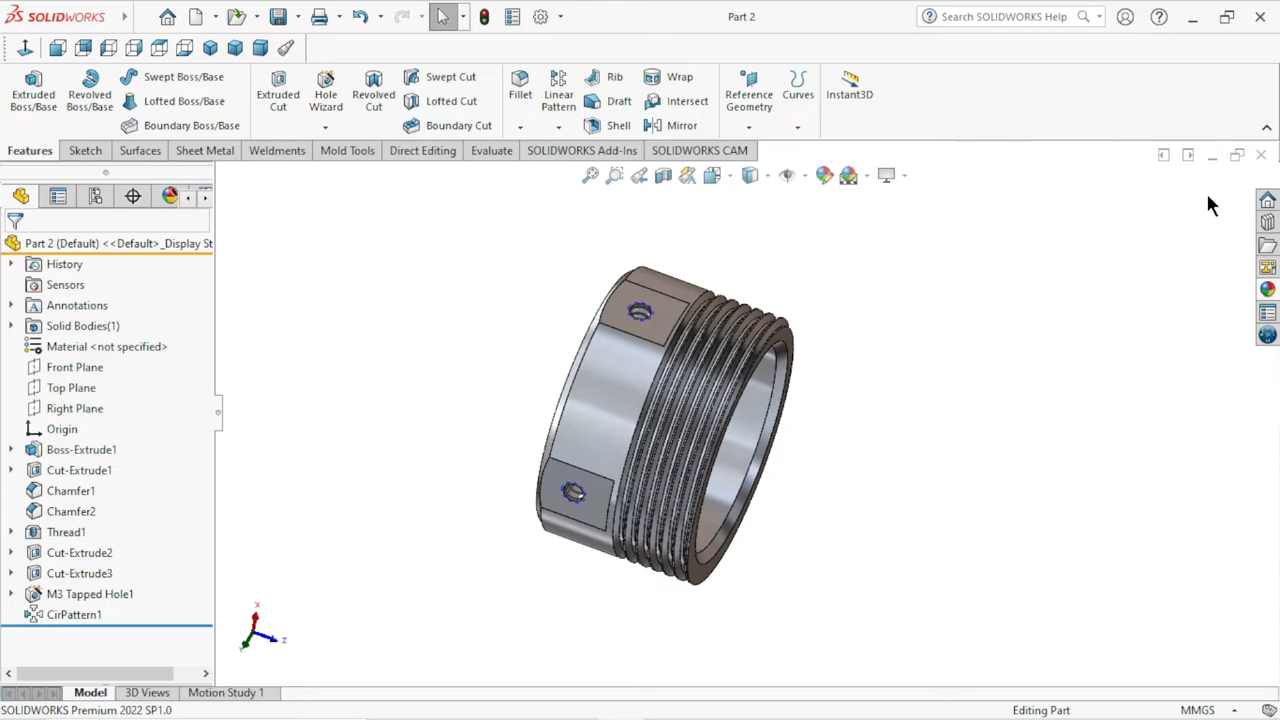 SOLIDWORKS
Part 2
Search SOLIDWORKS Help
Extruded Boss/Base
Revolved Boss/Base
Swept Boss/Base
Lofted Boss/Base
Boundary Boss/Base
Extruded Cut
Hole Wizard
Revolved Cut
Swept Cut
Lofted Cut
Boundary Cut
Fillet
Linear Pattern
Rib
Draft
Shell
Wrap
Intersect
Mirror
Reference Geometry
Curves
Instant3D
Features
Sketch
Surfaces
Sheet Metal
Weldments
Mold Tools
Direct Editing
Evaluate
SOLIDWORKS Add-Ins
SOLIDWORKS CAM
Part 2 (Default) <<Default>_Display St
History
Sensors
Annotations
Solid Bodies(1)
Material <not specified>
Front Plane
Top Plane
Right Plane
Origin
Boss-Extrude1
Cut-Extrude1
Chamfer1
Chamfer2
Thread1
Cut-Extrude2
Cut-Extrude3
M3 Tapped Hole1
CirPattern1
X
Y
Z
Model
3D Views
Motion Study 1
SOLIDWORKS Premium 2022 SP1.0
Editing Part
MMGS